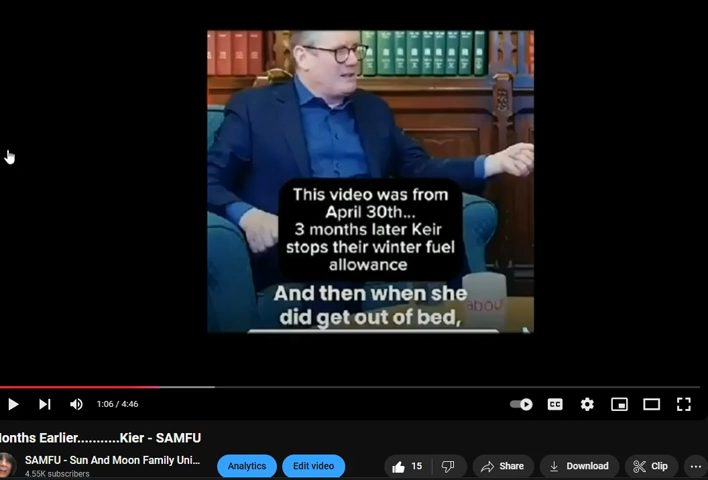 This video was from
April 30th...
3 months later Keir
stops their winter fuel
allowance
And then when she
did get out of bed,
1:06 / 4:46
CC
onths Earlier...........Kier - SAMFU
SAMFU - Sun And Moon Family Uni...
4.55K subscribers
Analytics
Edit video
15
Share
Download
Clip